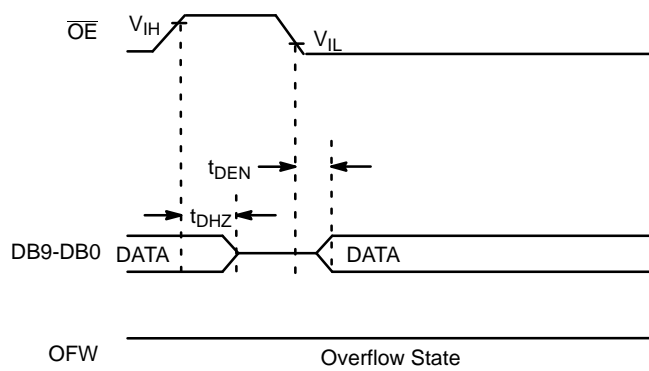 OE
VIH
VIL
tDEN
tDHZ
DB9-DB0 DATA DATA
OFW Overflow State